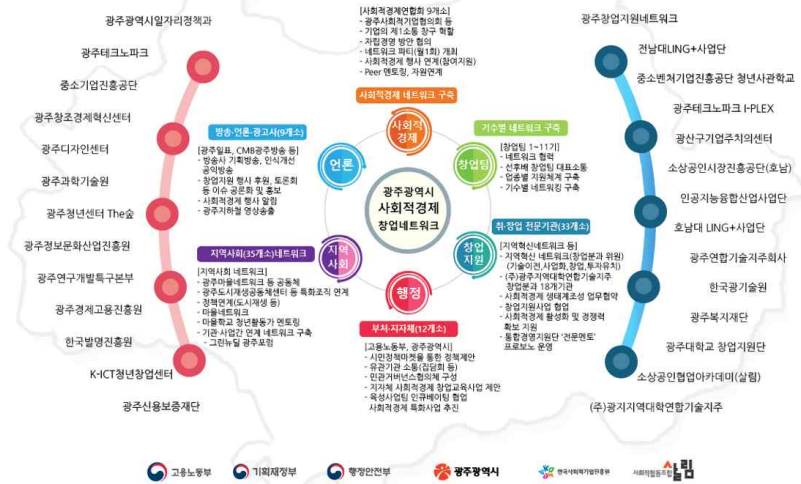 광주광역시일자리정책과
광주테크노파크
중소기업진흥공단
광주창조경제혁신센터
광주디자인센터
광주과학기술원
광주청년센터 The숲
광주정보문화산업진흥원
광주연구개발특구본부
광주경제고용진흥원
한국발명진흥원
K-ICT청년창업센터
광주신용보증재단
[사회적경제연합회 9개소]
- 광주사회적기업협의회 등
- 기업의 제1소통 창구 역할
- 자립경영 방안 협의
- 네트워크 파티(월1회) 개최
- 사회적경제 행사 연계(참여지원)
- Peer 멘토링, 자원연계
사회적경제 네트워크 구축
사회적
경제
방송·언론·광고사(9개소)
[광주일표, CMB광주방송 등]
- 방송사 기획방송, 인식개선
공익방송
- 창업지원 행사 후원, 토론회
등 이슈 공론화 및 홍보
- 사회적경제 행사 알림
- 광주지하철 영상송출
언론
기수별 네트워크 구축
창업팀
[창업팀 1~11기]
- 네트워크 협력
- 선후배 창업팀 대표소통
- 업종별 지원체계 구축
- 기수별 네트워킹 구축
광주광역시
사회적경제
창업네트워크
지역사회(35개소)네트워크
지역
사회
[지역사회 네트워크]
- 광주마을네트워크 등 공동체
- 광주도시재생공동체센터 등 특화조직 연계
- 정책연계(도시재생 등)
- 마을네트워크
- 마을학교 청년활동가 멘토링
- 기관·사업간 연계 네트워크 구축
- 그린뉴딜 광주포럼
취·창업 전문기관(33개소)
창업
지원
[지역혁신네트워크 등]
- 지역혁신 네트워크(창업분과 위원)
(기술이전,사업화,창업,투자유치)
- (주)광주지역대학연합기술지주
창업분과 18개기관
- 사회적경제 생태계조성 업무협약
- 창업지원사업 협업
- 사회적경제 활성화 및 경쟁력
확보 지원
- 통합경영지원단 '전문멘토'
프로보노 운영
행정
부처·지자체(12개소)
[고용노동부, 광주광역시]
- 시민정책마켓을 통한 정책제안
- 유관기관 소통(집담회 등)
- 민관거버넌스협의체 구성
- 지자체 사회적경제 창업교육사업 제안
- 육성사업팀 인큐베이팅 협업
사회적경제 특화사업 추진
광주창업지원네트워크
전남대LING+사업단
중소벤처기업진흥공단 청년사관학교
광주테크노파크 I-PLEX
광산구기업주치의센터
소상공인시장진흥공단(호남)
인공지능융합산업사업단
호남대 LING+사업단
광주연합기술지주회사
한국광기술원
광주복지재단
광주대학교 창업지원단
소상공인협업아카데미(살림)
(주)광지지역대학연합기술지주
고용노동부
기획재정부
행정안전부
광주광역시
한국사회적기업진흥원
사회적협동조합 살림